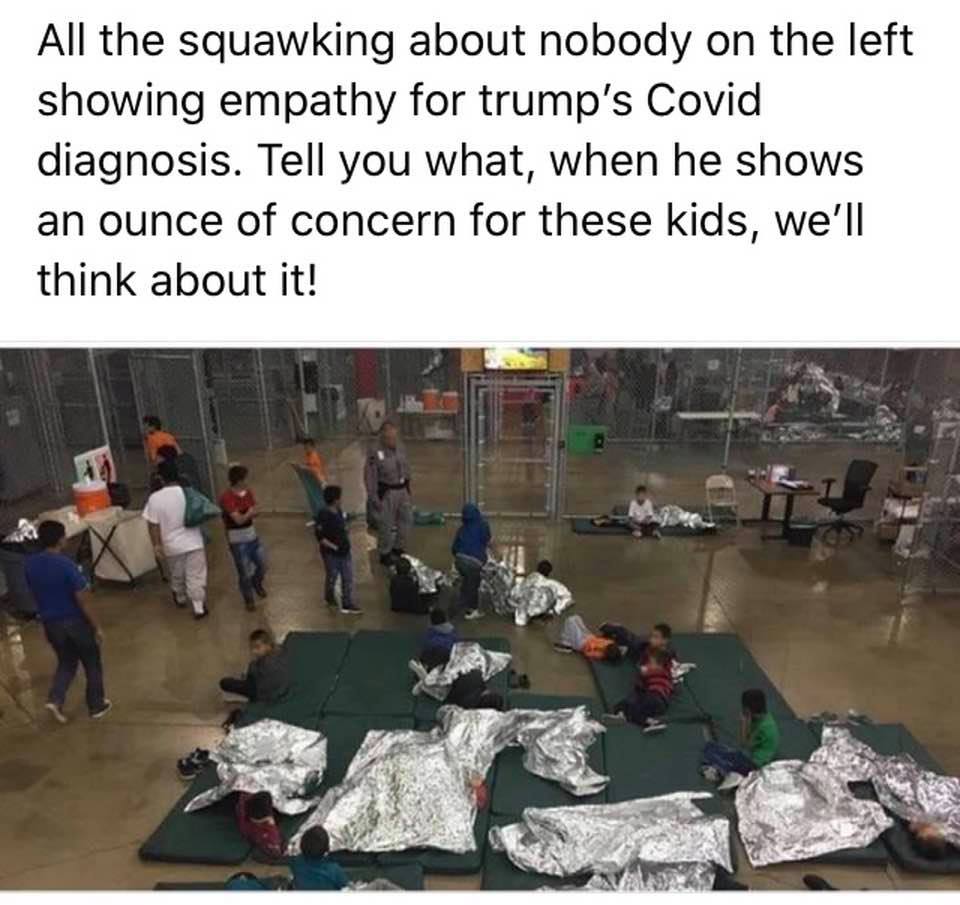 All the squawking about nobody on the left
showing empathy for trump’s Covid
diagnosis. Tell you what, when he shows
an ounce of concern for these kids, we’ll
think about it!